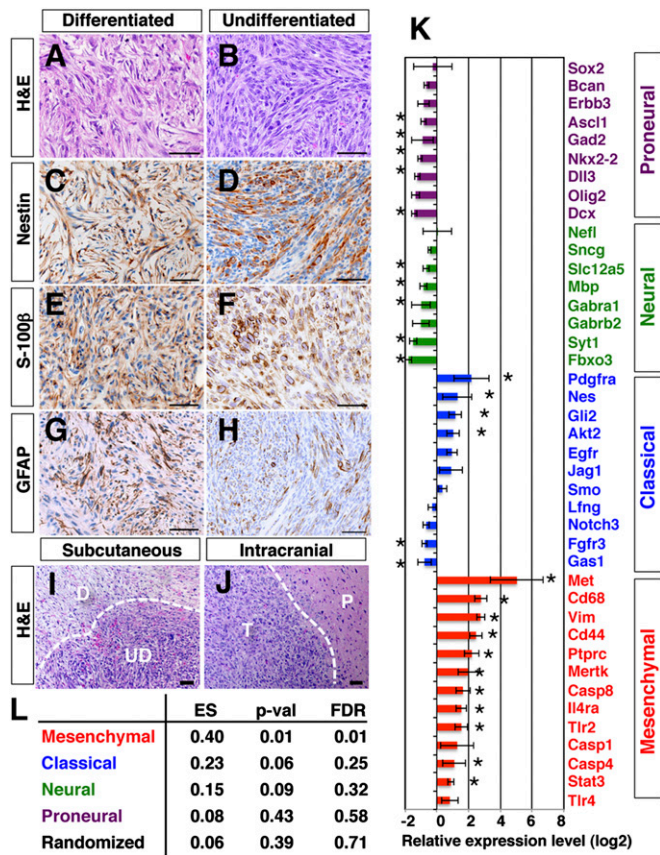 Differentiated Undifferentiated
H&E
A B
Nestin
C D
S-100β
E F
GFAP
G H
Subcutaneous Intracranial
H&E
I D UD
J T P
K
Sox2
Bcan
Erbb3
* Ascl1
* Gad2
* Nkx2-2
* Dll3
Olig2
* Dcx
Proneural
Nefl
Sncg
* Slc12a5
* Mbp
* Gabra1
Gabrb2
* Syt1
* Fbxo3
Neural
Pdgfra *
Nes *
Gli2 *
Akt2 *
Egfr
Jag1
Smo
Lfng
Notch3
* Fgfr3
* Gas1
Classical
Met *
Cd68 *
Vim *
Cd44 *
Ptprc *
Mertk *
Casp8 *
Il4ra *
Tlr2 *
Casp1
Casp4 *
Stat3 *
Tlr4
Mesenchymal
-2 0 2 4 6 8
Relative expression level (log2)
L
ES p-val FDR
Mesenchymal 0.40 0.01 0.01
Classical 0.23 0.06 0.25
Neural 0.15 0.09 0.32
Proneural 0.08 0.43 0.58
Randomized 0.06 0.39 0.71